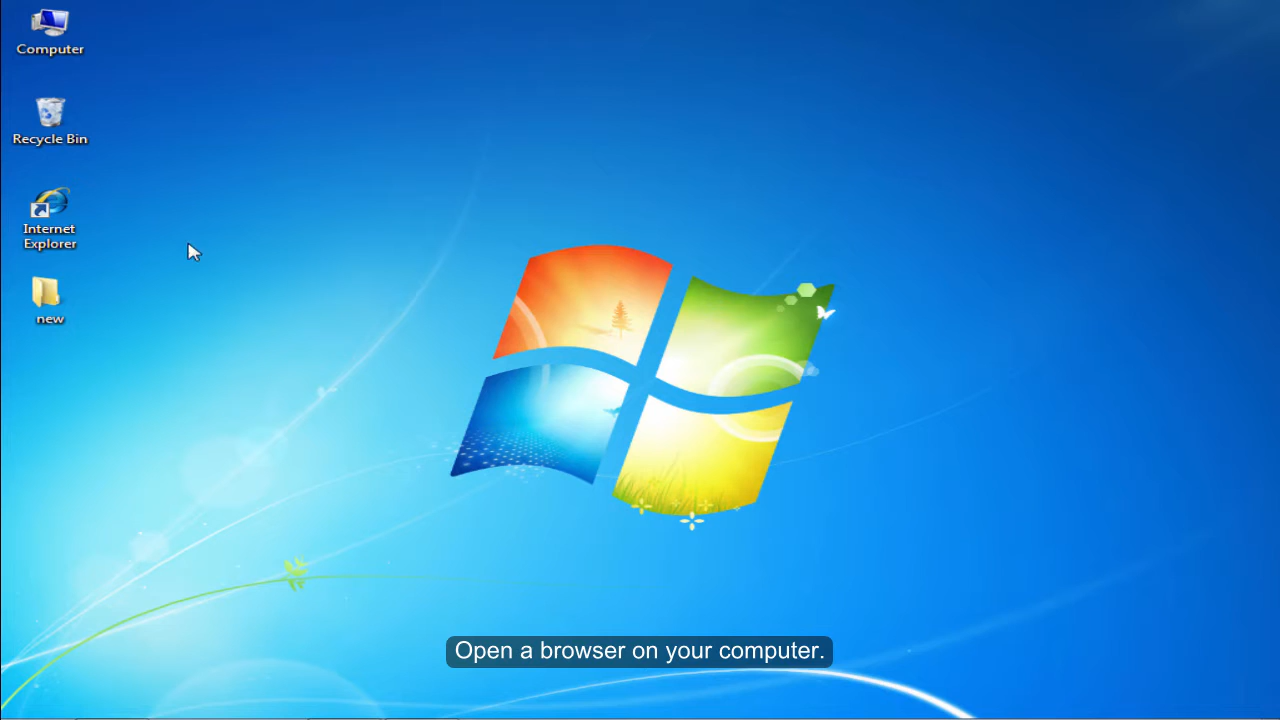 Computer
Recycle Bin
Internet
Explorer
new
Open a browser on your computer.